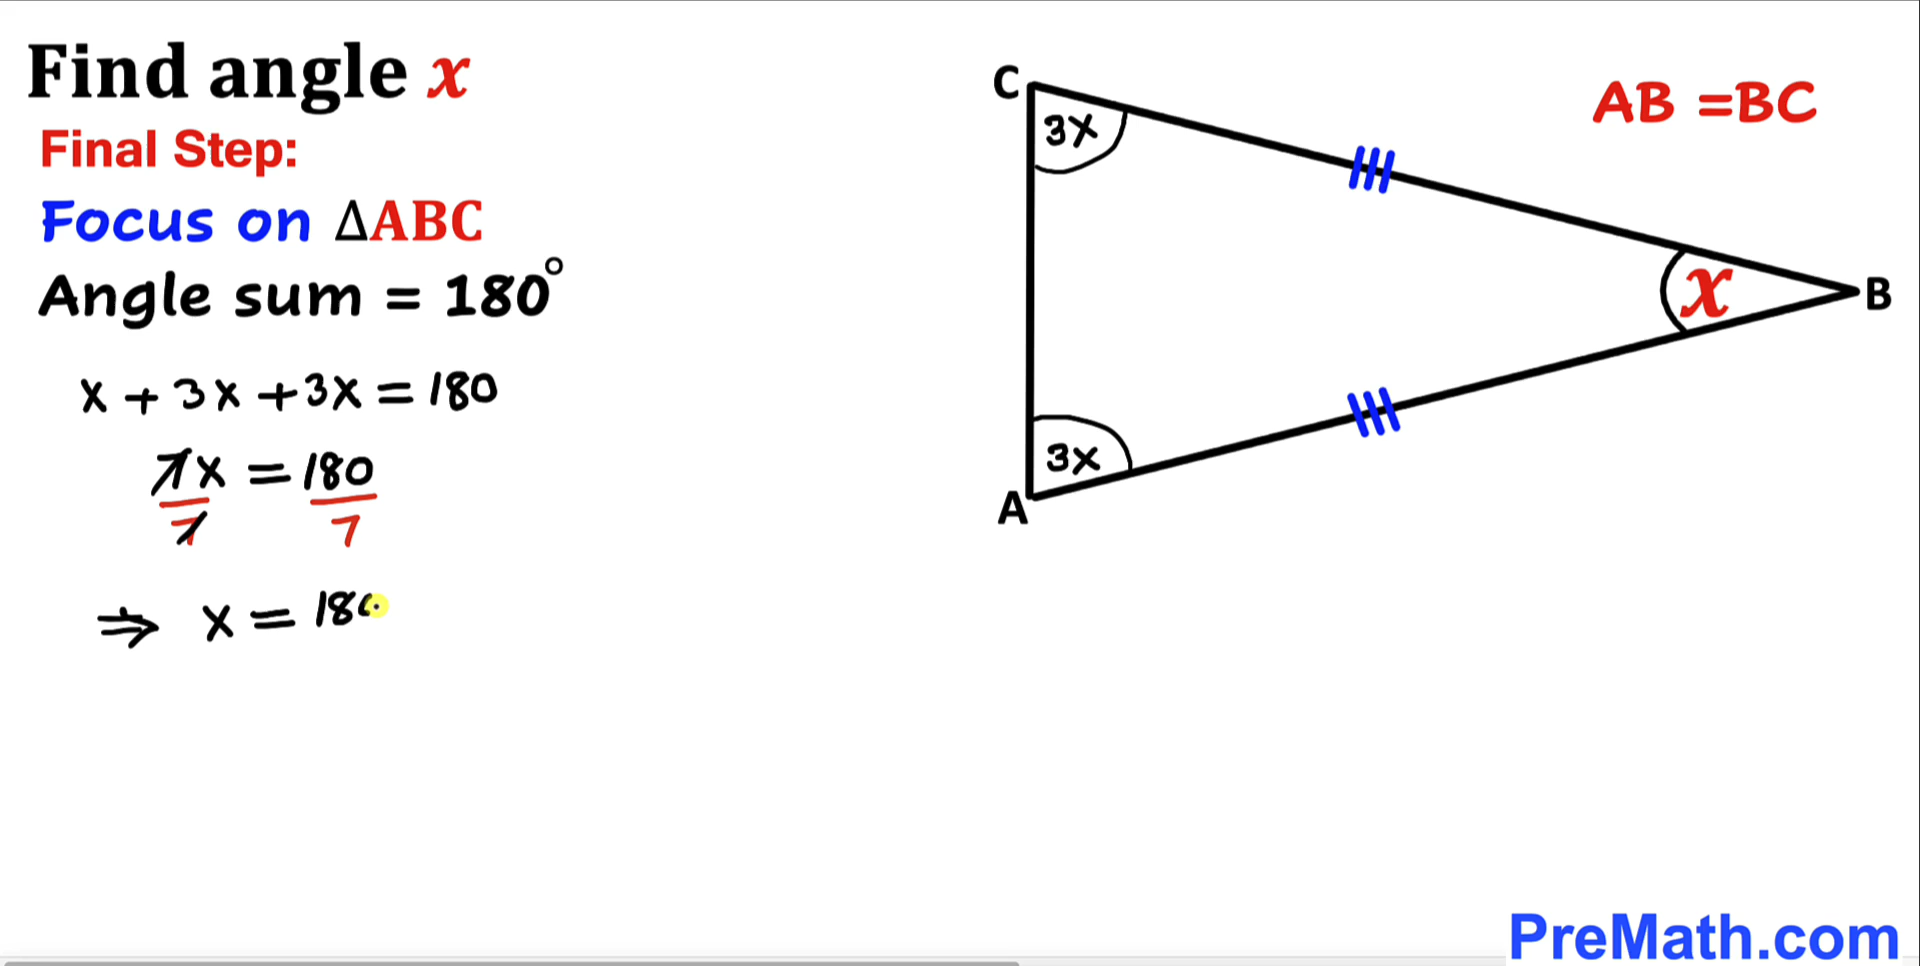 Find angle x
Final Step:
Focus on ΔABC
Angle sum = 180°
x + 3x + 3x = 180
7x = 180
7 7
⇒ x = 180
C
3x
AB = BC
x
B
3x
A
PreMath.com